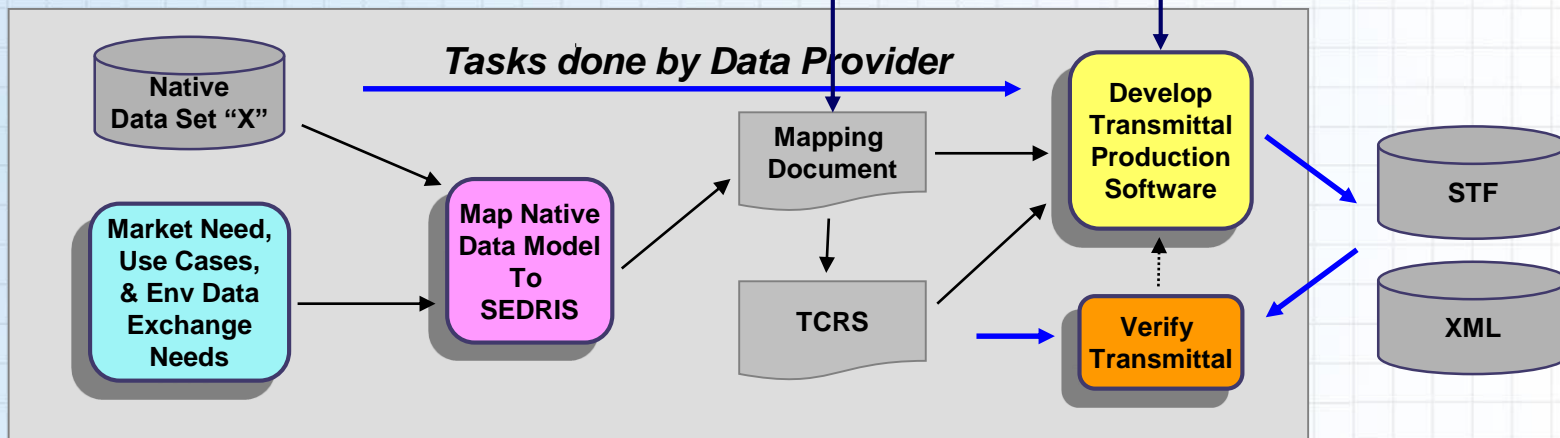 Tasks done by Data Provider
Native
Data Set “X”
Market Need,
Use Cases,
& Env Data
Exchange
Needs
Map Native
Data Model
To
SEDRIS
Mapping
Document
TCRS
Develop
Transmittal
Production
Software
Verify
Transmittal
STF
XML